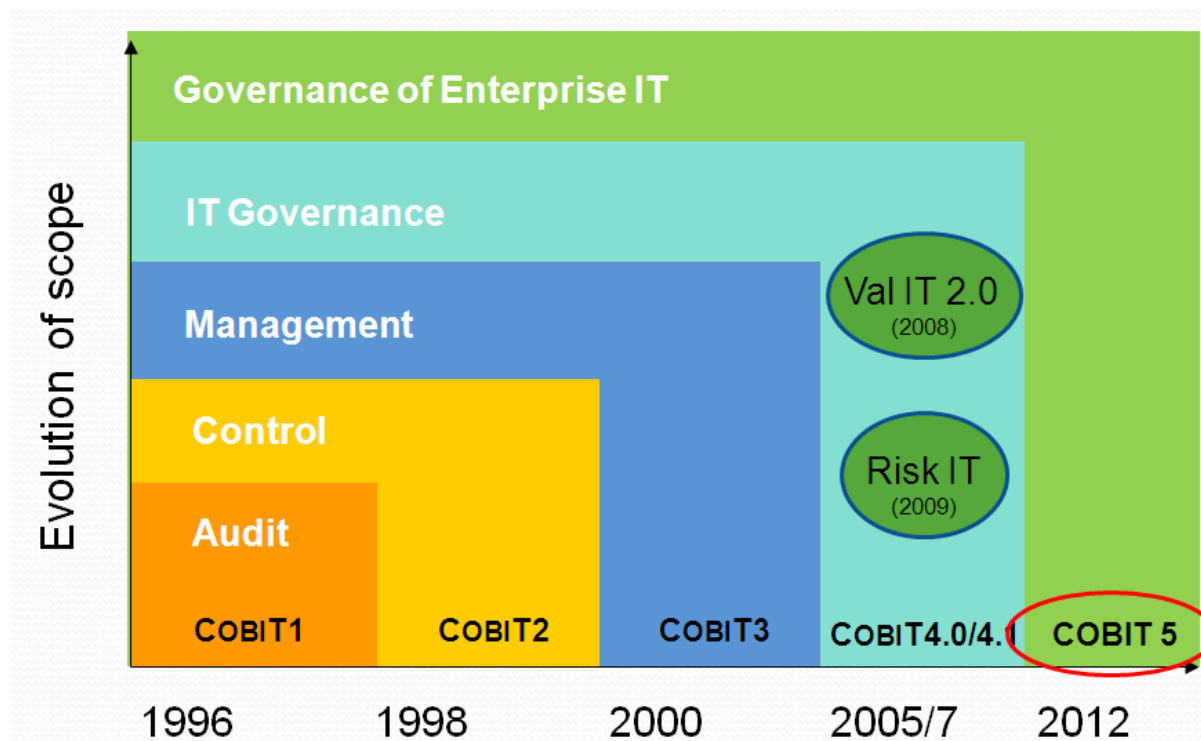 Evolution of scope
Governance of Enterprise IT
IT Governance
Val IT 2.0
(2008)
Management
Control
Risk IT
(2009)
Audit
COBIT1
COBIT2
COBIT3
COBIT4.0/4.1
COBIT 5
1996
1998
2000
2005/7
2012